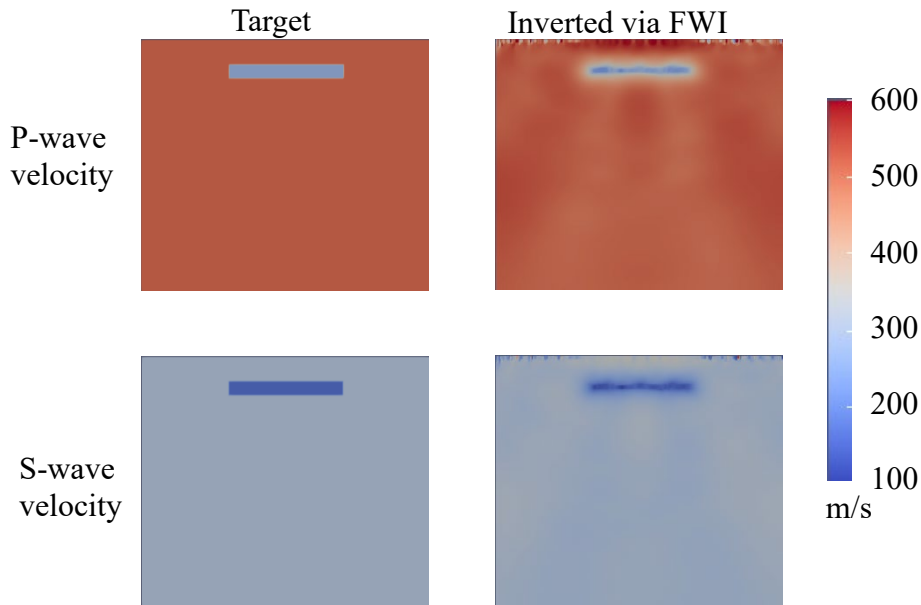 Target
Inverted via FWI
P-wave
velocity
S-wave
velocity
600
500
400
300
200
100
m/s